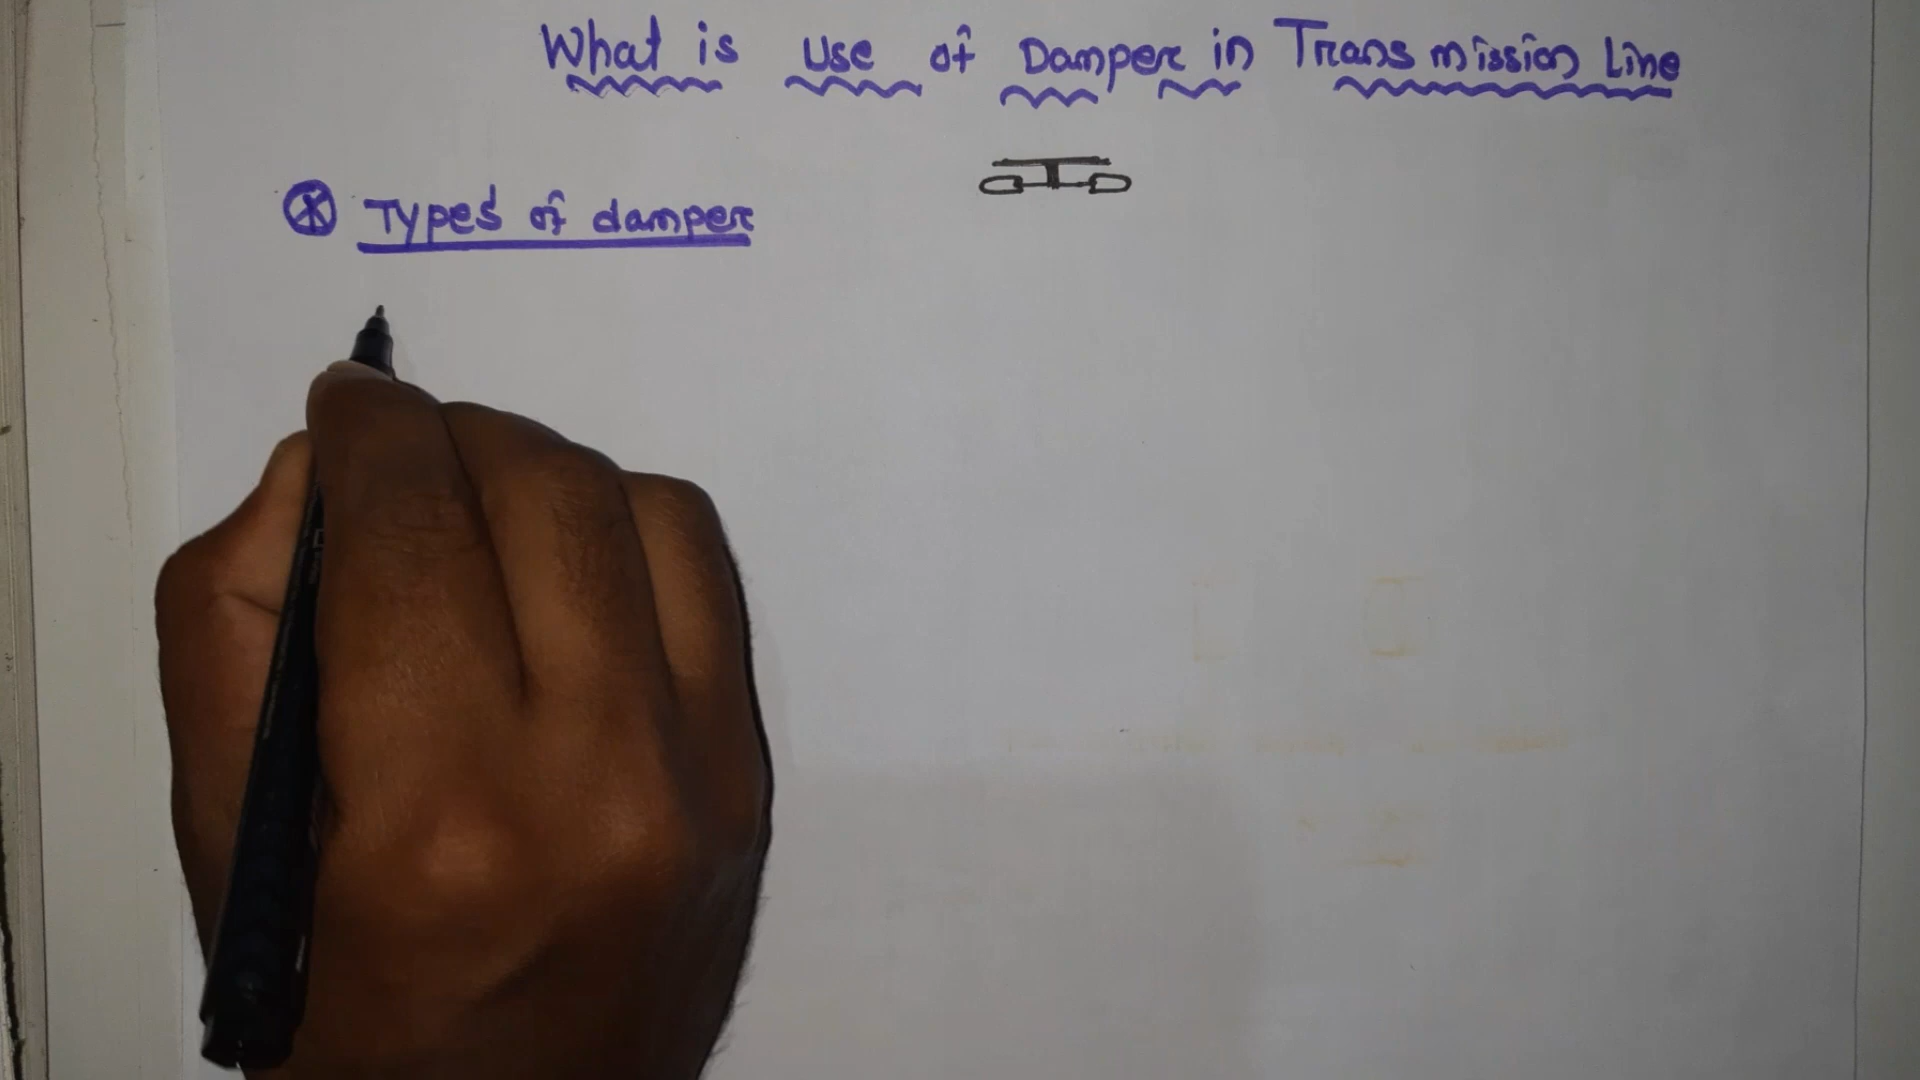 What is Use of Damper in Transmission Line
Types of damper